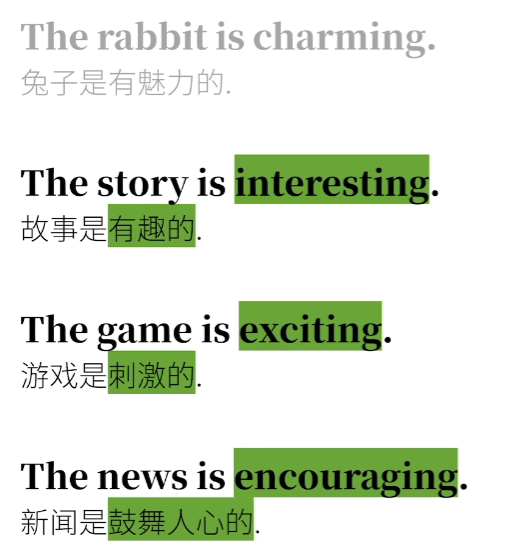 The rabbit is charming.
兔子是有魅力的.
The story is interesting.
故事是有趣的.
The game is exciting.
游戏是刺激的.
The news is encouraging.
新闻是鼓舞人心的.